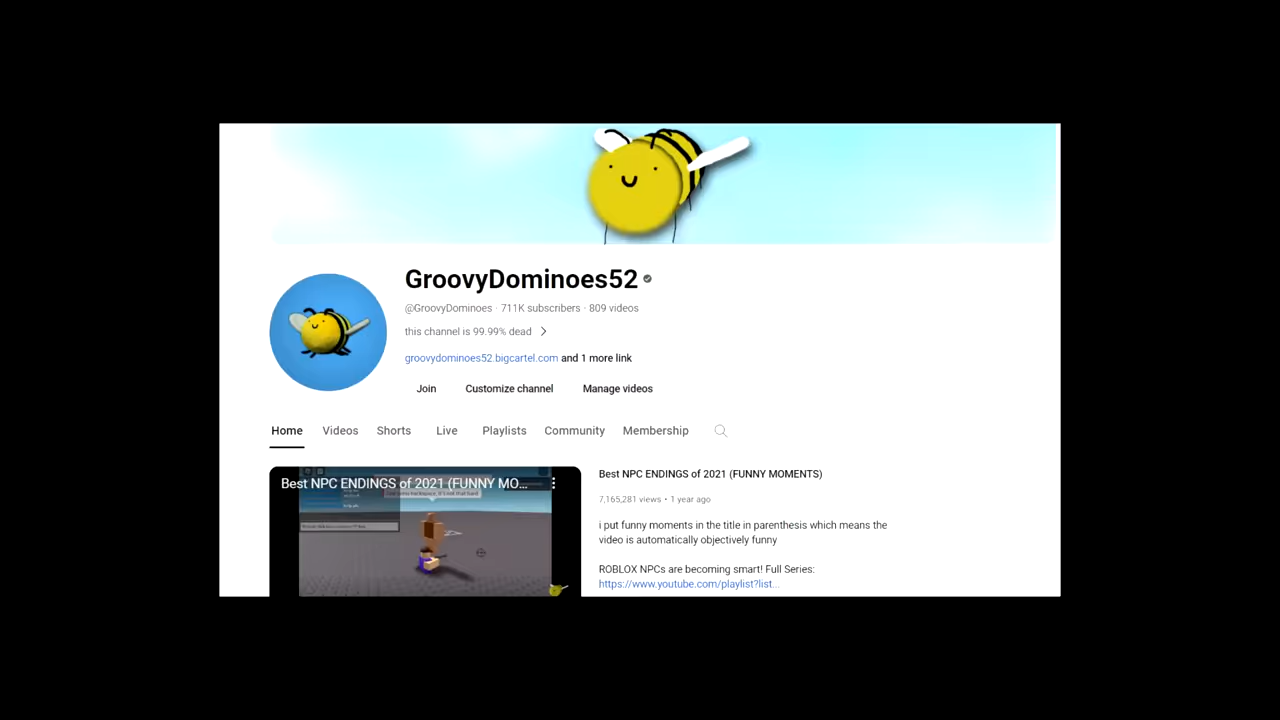 GroovyDominoes52
@GroovyDominoes · 711K subscribers · 809 videos
this channel is 99.99% dead
groovydominoes52.bigcartel.com and 1 more link
Join Customize channel Manage videos
Home Videos Shorts Live Playlists Community Membership
Best NPC ENDINGS of 2021 (FUNNY MO...
Best NPC ENDINGS of 2021 (FUNNY MOMENTS)
7,165,281 views • 1 year ago
i put funny moments in the title in parenthesis which means the
video is automatically objectively funny
ROBLOX NPCs are becoming smart! Full Series:
https://www.youtube.com/playlist?list...